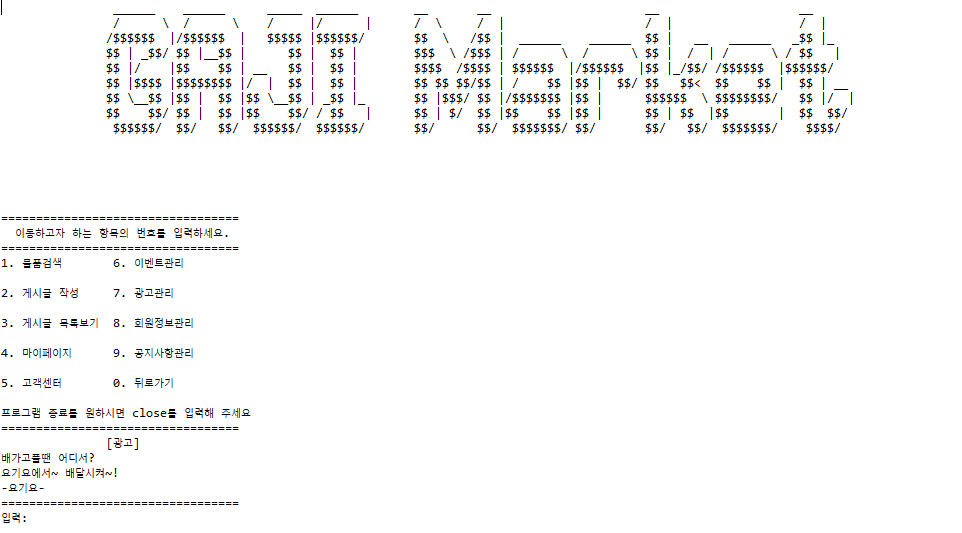 GAJI Market
==================================
이동하고자 하는 항목의 번호를 입력하세요.
==================================
1. 물품검색 6. 이벤트관리
2. 게시글 작성 7. 광고관리
3. 게시글 목록보기 8. 회원정보관리
4. 마이페이지 9. 공지사항관리
5. 고객센터 0. 뒤로가기
프로그램 종료를 원하시면 close를 입력해 주세요
==================================
[광고]
배가고플땐 어디서?
요기요에서~ 배달시켜~!
-요기요-
==================================
입력: